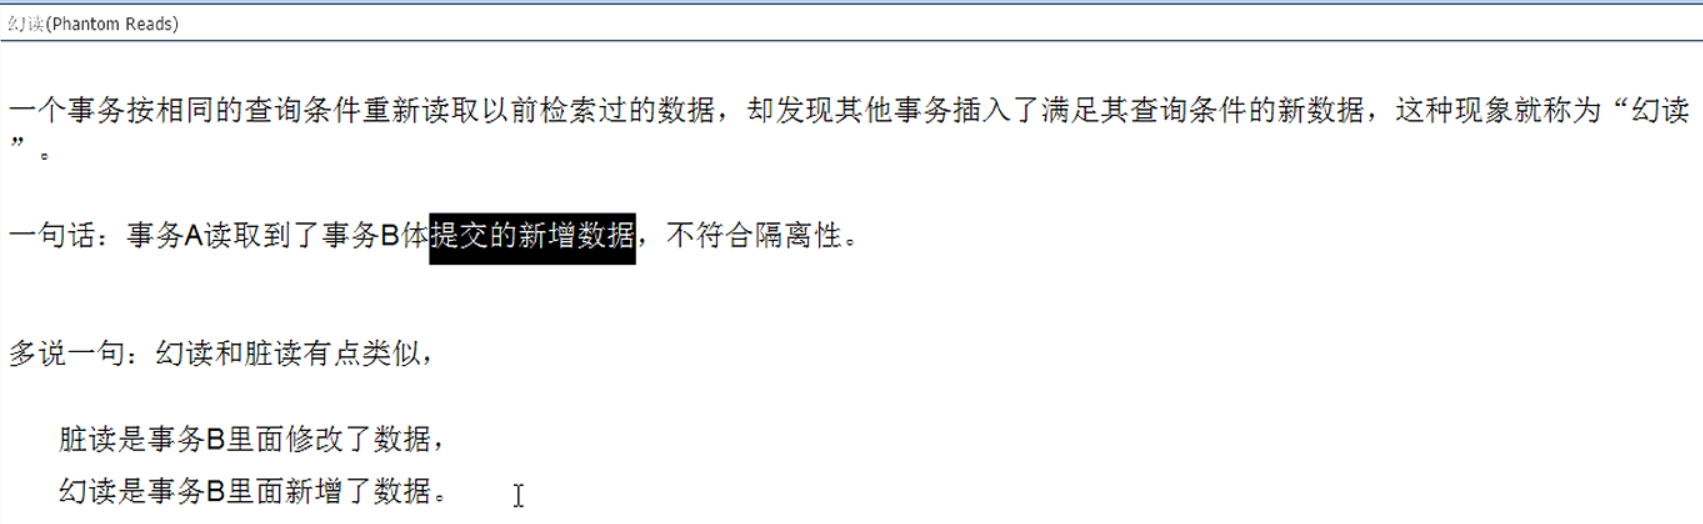 幻读(Phantom Reads)
一个事务按相同的查询条件重新读取以前检索过的数据，却发现其他事务插入了满足其查询条件的新数据，这种现象就称为“幻读
”。
一句话：事务A读取到了事务B体提交的新增数据，不符合隔离性。
多说一句：幻读和脏读有点类似，
脏读是事务B里面修改了数据，
幻读是事务B里面新增了数据。